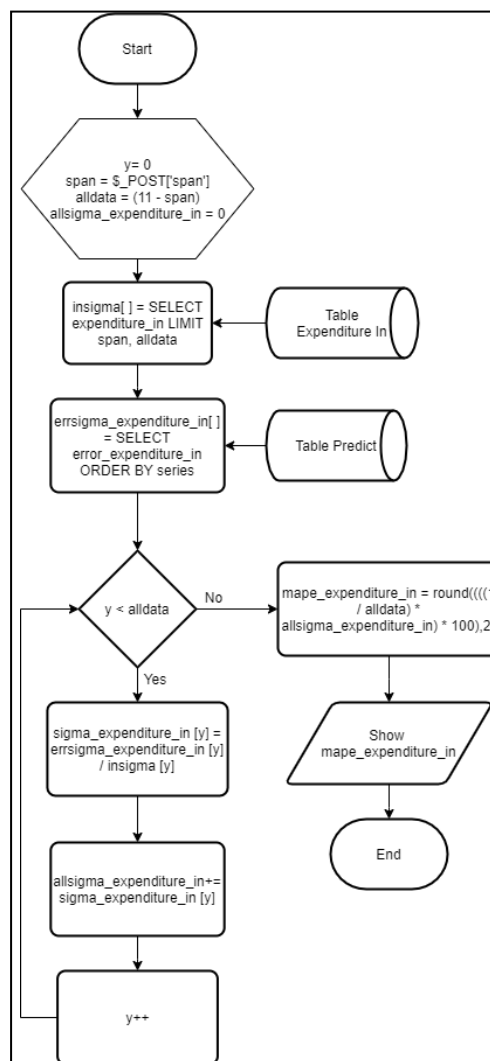 Start
y= 0
span = $_POST['span']
alldata = (11 - span)
allsigma_expenditure_in = 0
insigma[ ] = SELECT
expenditure_in LIMIT
span, alldata
Table
Expenditure In
errsigma_expenditure_in[ ]
= SELECT
error_expenditure_in
ORDER BY series
Table Predict
y < alldata
No
Yes
mape_expenditure_in = round((((1
/ alldata) *
allsigma_expenditure_in) * 100),2
sigma_expenditure_in [y] =
errsigma_expenditure_in [y]
/ insigma [y]
Show
mape_expenditure_in
allsigma_expenditure_in+=
sigma_expenditure_in [y]
End
y++